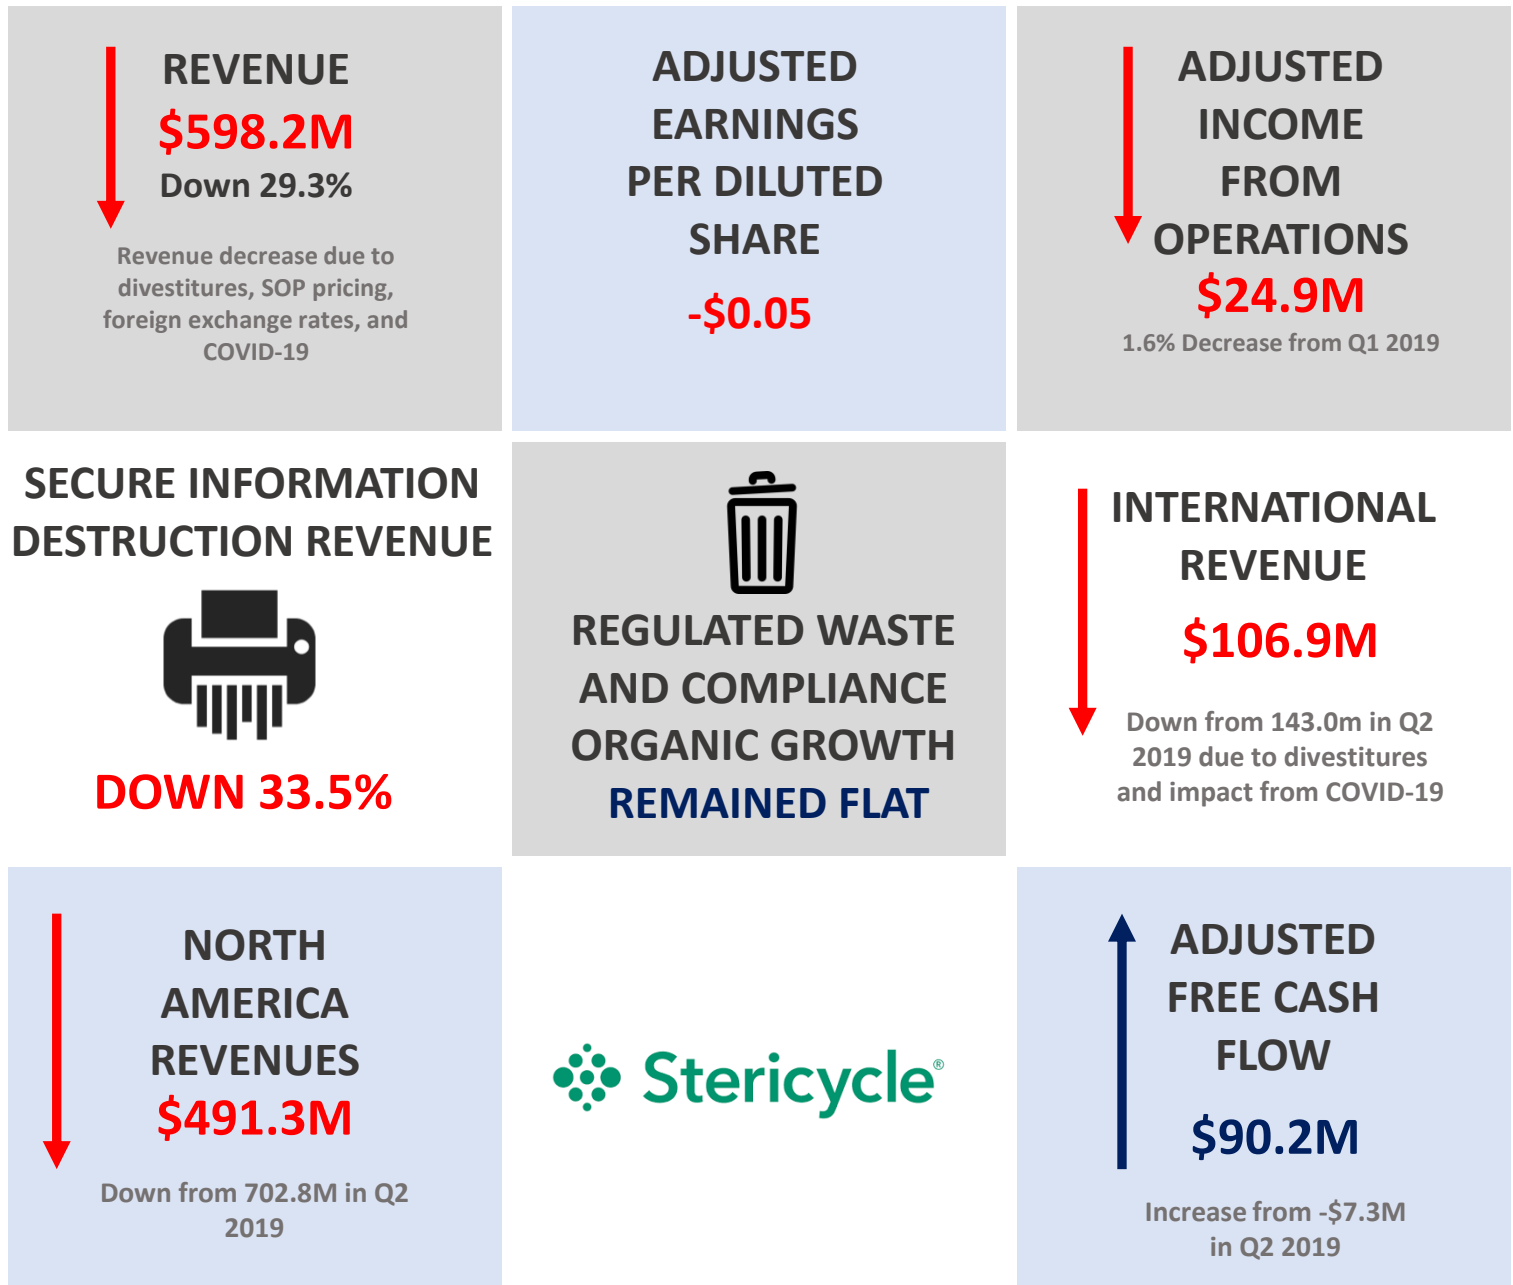 REVENUE
$598.2M
Down 29.3%
Revenue decrease due to
divestitures, SOP pricing,
foreign exchange rates, and
COVID-19
ADJUSTED
EARNINGS
PER DILUTED
SHARE
-$0.05
ADJUSTED
INCOME
FROM
OPERATIONS
$24.9M
1.6% Decrease from Q1 2019
SECURE INFORMATION
DESTRUCTION REVENUE
DOWN 33.5%
REGULATED WASTE
AND COMPLIANCE
ORGANIC GROWTH
REMAINED FLAT
INTERNATIONAL
REVENUE
$106.9M
Down from 143.0m in Q2
2019 due to divestitures
and impact from COVID-19
NORTH
AMERICA
REVENUES
$491.3M
Down from 702.8M in Q2
2019
Stericycle®
ADJUSTED
FREE CASH
FLOW
$90.2M
Increase from -$7.3M
in Q2 2019